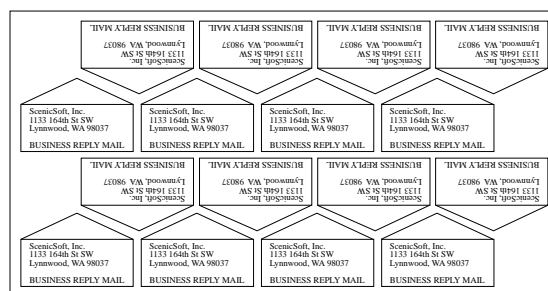 ScenicSoft, Inc.
1133 164th St SW
Lynnwood, WA 98037
BUSINESS REPLY MAIL
ScenicSoft, Inc.
1133 164th St SW
Lynnwood, WA 98037
BUSINESS REPLY MAIL
ScenicSoft, Inc.
1133 164th St SW
Lynnwood, WA 98037
BUSINESS REPLY MAIL
ScenicSoft, Inc.
1133 164th St SW
Lynnwood, WA 98037
BUSINESS REPLY MAIL
ScenicSoft, Inc.
1133 164th St SW
Lynnwood, WA 98037
BUSINESS REPLY MAIL
ScenicSoft, Inc.
1133 164th St SW
Lynnwood, WA 98037
BUSINESS REPLY MAIL
ScenicSoft, Inc.
1133 164th St SW
Lynnwood, WA 98037
BUSINESS REPLY MAIL
ScenicSoft, Inc.
1133 164th St SW
Lynnwood, WA 98037
BUSINESS REPLY MAIL
ScenicSoft, Inc.
1133 164th St SW
Lynnwood, WA 98037
BUSINESS REPLY MAIL
ScenicSoft, Inc.
1133 164th St SW
Lynnwood, WA 98037
BUSINESS REPLY MAIL
ScenicSoft, Inc.
1133 164th St SW
Lynnwood, WA 98037
BUSINESS REPLY MAIL
ScenicSoft, Inc.
1133 164th St SW
Lynnwood, WA 98037
BUSINESS REPLY MAIL
ScenicSoft, Inc.
1133 164th St SW
Lynnwood, WA 98037
BUSINESS REPLY MAIL
ScenicSoft, Inc.
1133 164th St SW
Lynnwood, WA 98037
BUSINESS REPLY MAIL
ScenicSoft, Inc.
1133 164th St SW
Lynnwood, WA 98037
BUSINESS REPLY MAIL
ScenicSoft, Inc.
1133 164th St SW
Lynnwood, WA 98037
BUSINESS REPLY MAIL